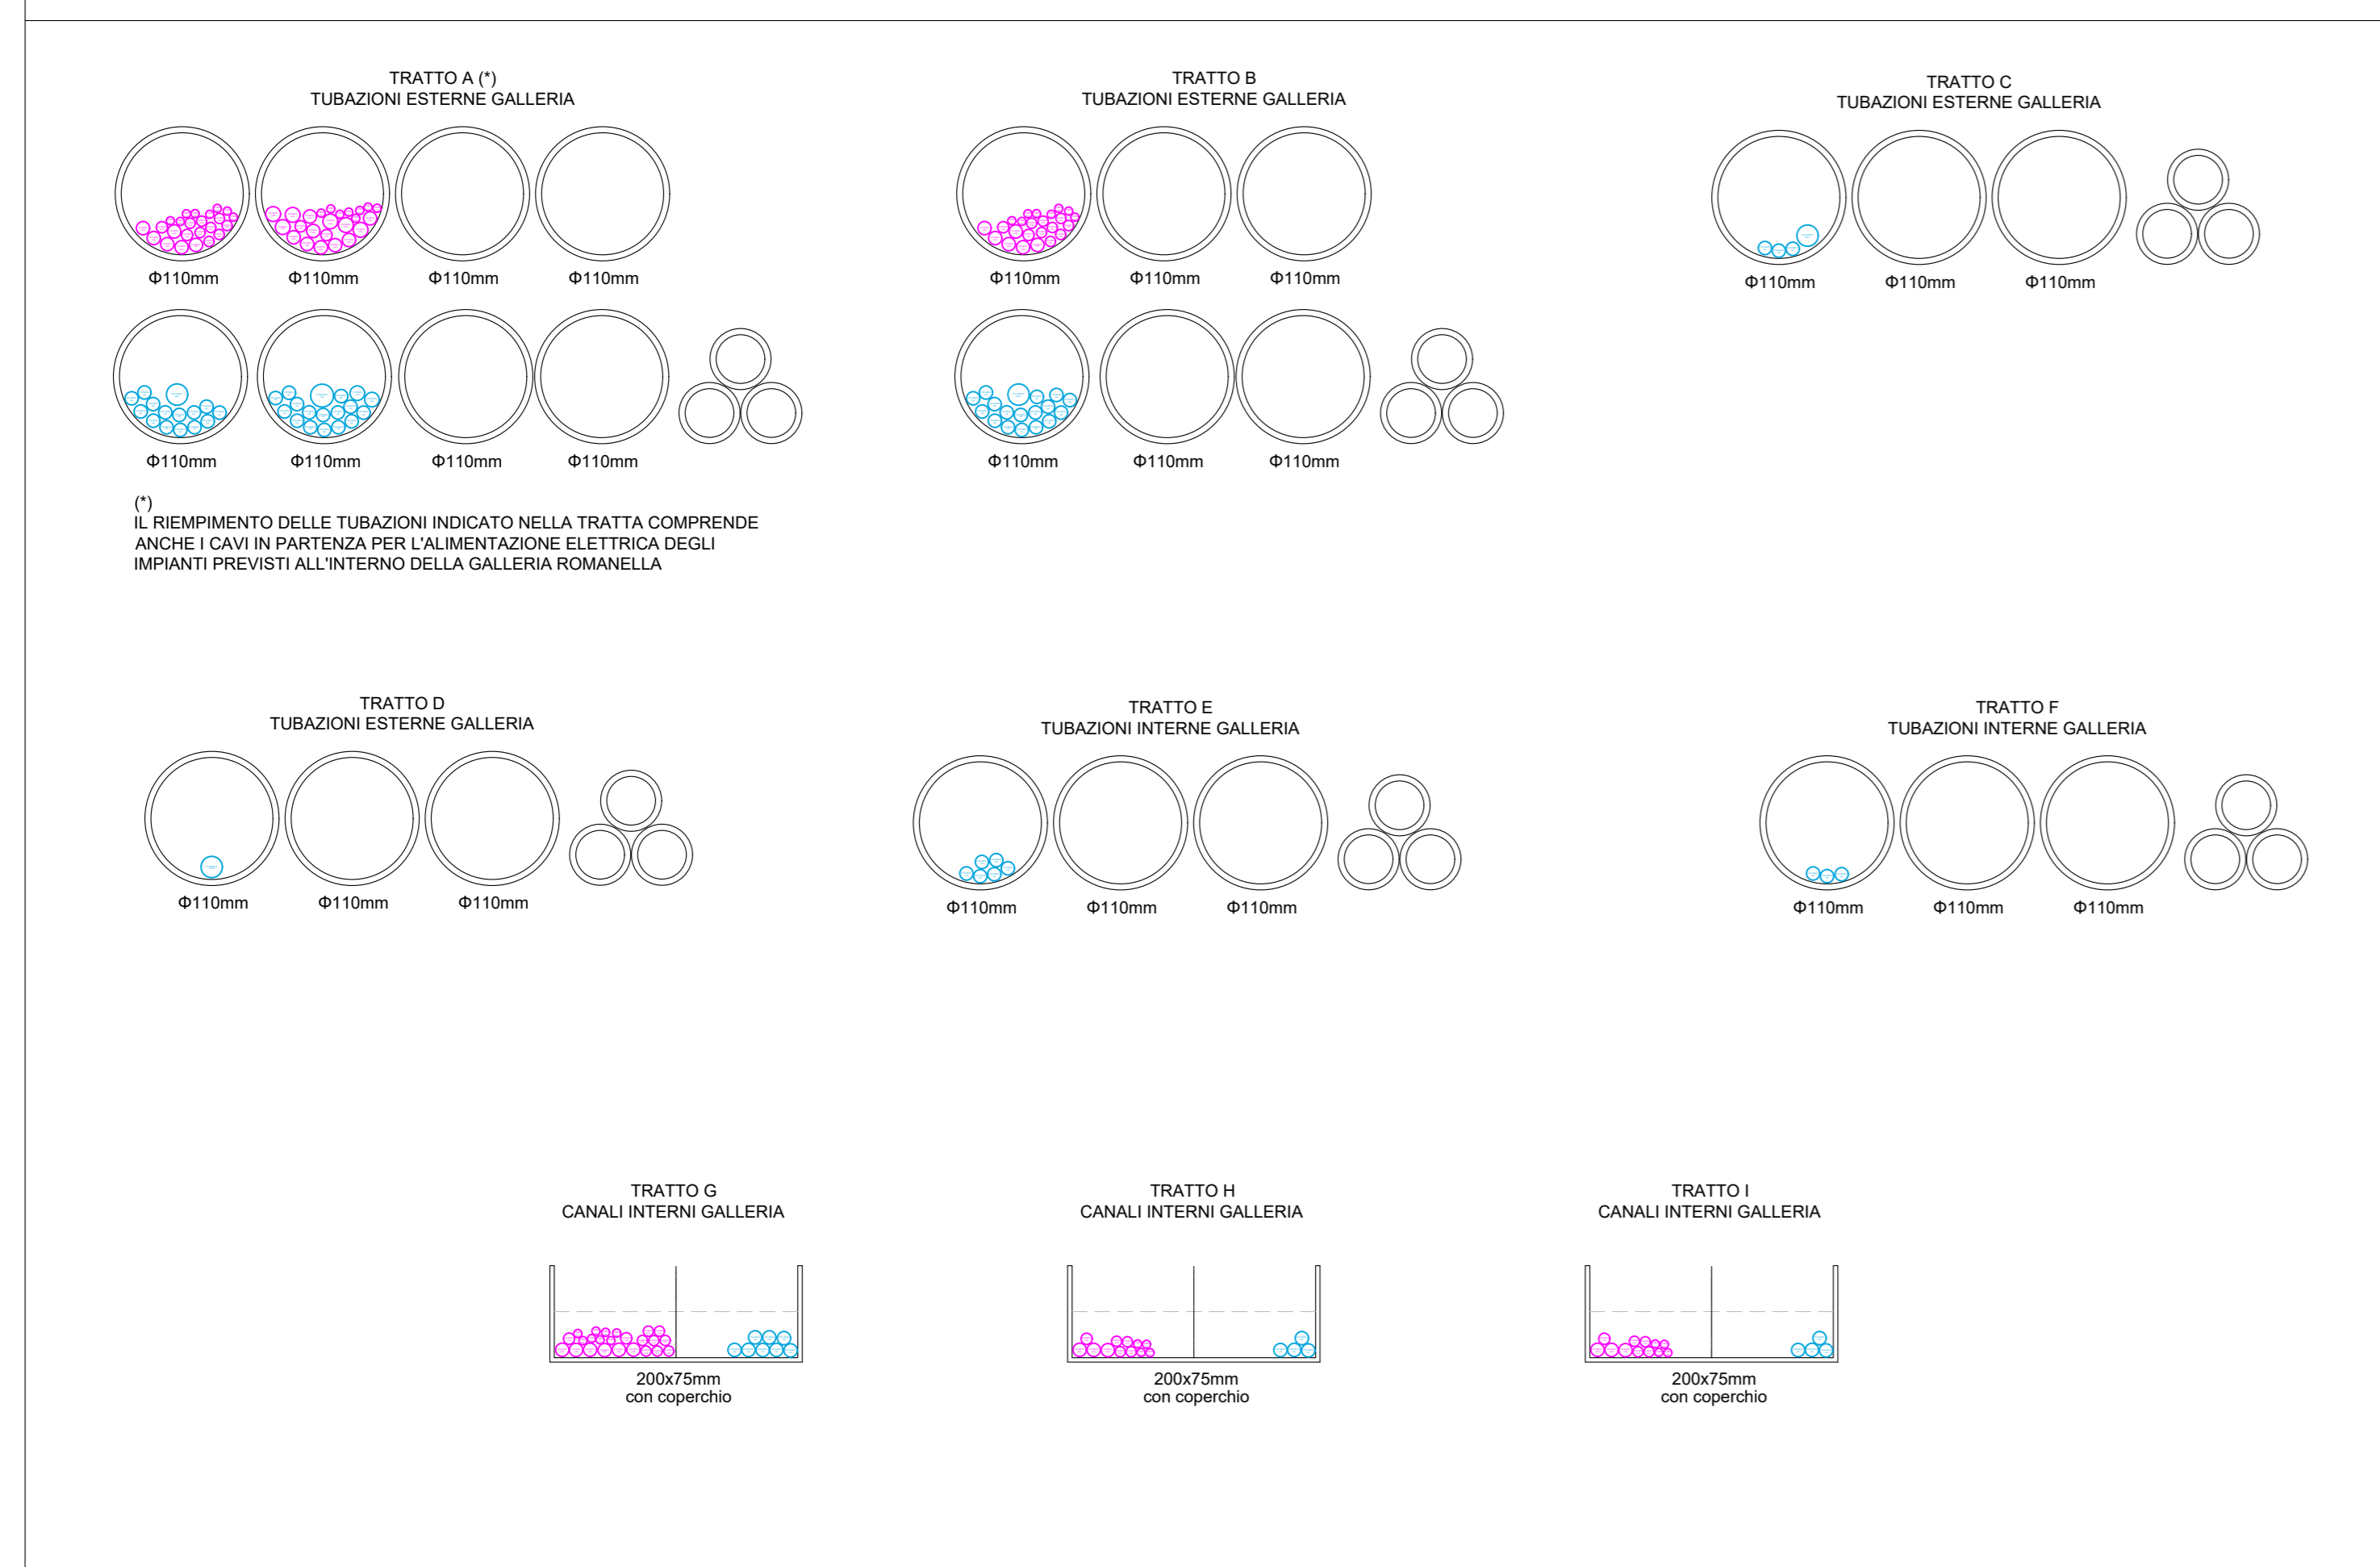 TRATTO A (*)
TUBAZIONI ESTERNE GALLERIA
Φ110mm Φ110mm Φ110mm Φ110mm
Φ110mm Φ110mm Φ110mm Φ110mm
(*)
IL RIEMPIMENTO DELLE TUBAZIONI INDICATO NELLA TRATTA COMPRENDE
ANCHE I CAVI IN PARTENZA PER L'ALIMENTAZIONE ELETTRICA DEGLI
IMPIANTI PREVISTI ALL'INTERNO DELLA GALLERIA ROMANELLA
TRATTO B
TUBAZIONI ESTERNE GALLERIA
Φ110mm Φ110mm Φ110mm
Φ110mm Φ110mm Φ110mm
TRATTO C
TUBAZIONI ESTERNE GALLERIA
Φ110mm Φ110mm Φ110mm
TRATTO D
TUBAZIONI ESTERNE GALLERIA
Φ110mm Φ110mm Φ110mm
TRATTO E
TUBAZIONI INTERNE GALLERIA
Φ110mm Φ110mm Φ110mm
TRATTO F
TUBAZIONI INTERNE GALLERIA
Φ110mm Φ110mm Φ110mm
TRATTO G
CANALI INTERNI GALLERIA
200x75mm
con coperchio
TRATTO H
CANALI INTERNI GALLERIA
200x75mm
con coperchio
TRATTO I
CANALI INTERNI GALLERIA
200x75mm
con coperchio